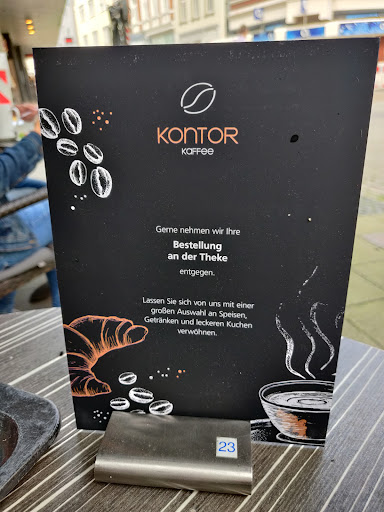 KONTOR
KAFFEE
Gerne nehmen wir Ihre
Bestellung
an der Theke
entgegen.
Lassen Sie sich von uns mit einer
großen Auswahl an Speisen,
Getränken und leckeren Kuchen
verwöhnen.
23